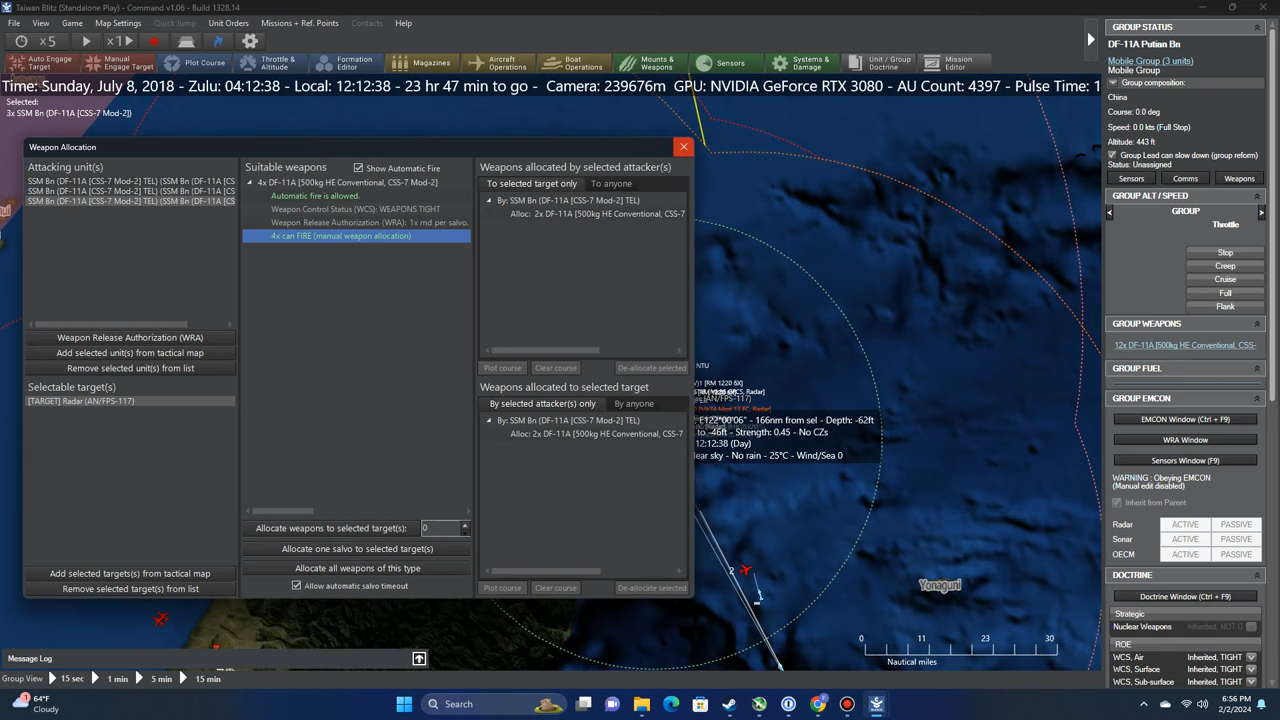 Taiwan Blitz (Standalone Play) - Command v1.06 - Build 1328.14
File View Game Map Settings Quick Jump Unit Orders Missions + Ref. Points Contacts Help
x5 x1
Auto Engage Target
Manual Engage Target
Plot Course
Throttle & Altitude
Formation Editor
Magazines
Aircraft Operations
Boat Operations
Mounts & Weapons
Sensors
Systems & Damage
Unit / Group Doctrine
Mission Editor
Time: Sunday, July 8, 2018 - Zulu: 04:12:38 - Local: 12:12:38 - 23 hr 47 min to go - Camera: 239676m GPU: NVIDIA GeForce RTX 3080 - AU Count: 4397 - Pulse Time: 1
Selected:
3x SSM Bn (DF-11A [CSS-7 Mod-2])
Weapon Allocation
Attacking unit(s)
SSM Bn (DF-11A [CSS-7 Mod-2] TEL) (SSM Bn (DF-11A [CS
SSM Bn (DF-11A [CSS-7 Mod-2] TEL) (SSM Bn (DF-11A [CS
SSM Bn (DF-11A [CSS-7 Mod-2] TEL) (SSM Bn (DF-11A [CS
Weapon Release Authorization (WRA)
Add selected unit(s) from tactical map
Remove selected unit(s) from list
Selectable target(s)
[TARGET] Radar (AN/FPS-117)
Add selected targets(s) from tactical map
Remove selected target(s) from list
Suitable weapons
Show Automatic Fire
4x DF-11A [500kg HE Conventional, CSS-7 Mod-2]
Automatic fire is allowed.
Weapon Control Status (WCS): WEAPONS TIGHT
Weapon Release Authorization (WRA): 1x rnd per salvo.
4x can FIRE (manual weapon allocation)
Allocate weapons to selected target(s): 0
Allocate one salvo to selected target(s)
Allocate all weapons of this type
Allow automatic salvo timeout
Weapons allocated by selected attacker(s)
To selected target only To anyone
By: SSM Bn (DF-11A [CSS-7 Mod-2] TEL)
Alloc: 2x DF-11A [500kg HE Conventional, CSS-7
Plot course Clear course De-allocate selected
Weapons allocated to selected target
By selected attacker(s) only By anyone
By: SSM Bn (DF-11A [CSS-7 Mod-2] TEL)
Alloc: 2x DF-11A [500kg HE Conventional, CSS-7
Plot course Clear course De-allocate selected
NTU
E122°00'06" - 166nm from sel - Depth: -62ft
to -46ft - Strength: 0.45 - No CZs
12:12:38 (Day)
ear sky - No rain - 25°C - Wind/Sea 0
2
Yonaguni
0 11 23 30
Nautical miles
Message Log
Group View 15 sec 1 min 5 min 15 min
GROUP STATUS
DF-11A Putian Bn
Mobile Group (3 units)
Mobile Group
Group composition:
China
Course: 0.0 deg
Speed: 0.0 kts (Full Stop)
Altitude: 443 ft
Group Lead can slow down (group reform)
Status: Unassigned
Sensors Comms Weapons
GROUP ALT / SPEED
GROUP
Throttle
Stop
Creep
Cruise
Full
Flank
GROUP WEAPONS
12x DF-11A [500kg HE Conventional, CSS-
GROUP FUEL
GROUP EMCON
EMCON Window (Ctrl + F9)
WRA Window
Sensors Window (F9)
WARNING : Obeying EMCON
(Manual edit disabled)
Inherit from Parent
Radar ACTIVE PASSIVE
Sonar ACTIVE PASSIVE
OECM ACTIVE PASSIVE
DOCTRINE
Doctrine Window (Ctrl + F9)
Strategic
Nuclear Weapons Inherited, NOT G
ROE
WCS, Air Inherited, TIGHT
WCS, Surface Inherited, TIGHT
WCS, Sub-surface Inherited, TIGHT
1
64°F
Cloudy
Search
6:56 PM
2/2/2024